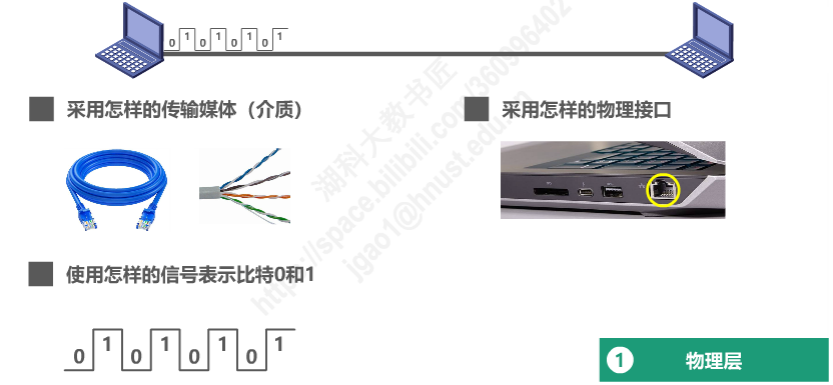 0 1 0 1 0 1 0 1
采用怎样的传输媒体（介质）
采用怎样的物理接口
使用怎样的信号表示比特0和1
0 1 0 1 0 1 0 1
1 物理层
湖科大教书匠
https://space.bilibili.com/360996402
jgao1@hnust.edu.cn